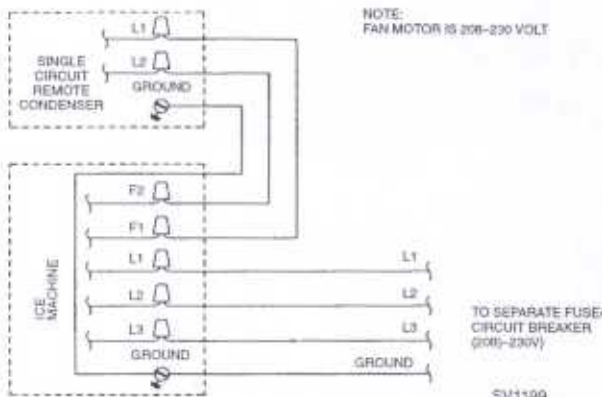 NOTE:
FAN MOTOR IS 208–230 VOLT
L1
L2
SINGLE
CIRCUIT
REMOTE
CONDENSER
GROUND
F2
F1
L1
L2
L3
GROUND
ICE
MACHINE
L1
L2
L3
GROUND
TO SEPARATE FUSE/
CIRCUIT BREAKER
(208)–230V)
SV1199